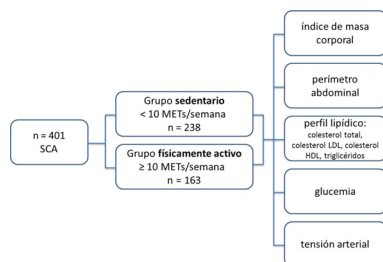 n = 401
SCA
Grupo sedentario
< 10 METs/semana
n = 238
Grupo físicamente activo
≥ 10 METs/semana
n = 163
índice de masa
corporal
perímetro
abdominal
perfil lipídico:
colesterol total,
colesterol LDL, colesterol
HDL, triglicéridos
glucemia
tensión arterial